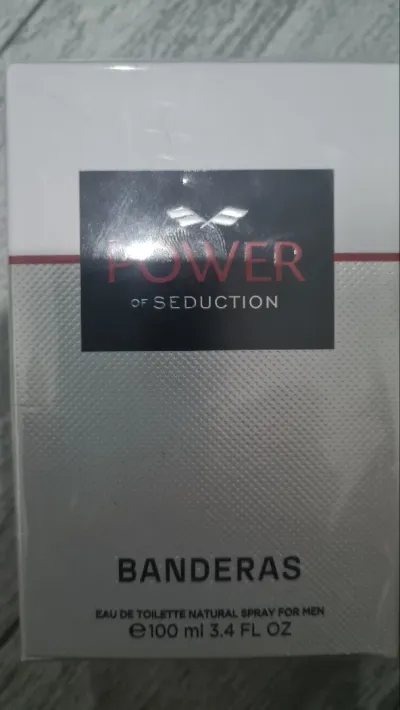 POWER
OF SEDUCTION
BANDERAS
EAU DE TOILETTE NATURAL SPRAY FOR MEN
℮100 ml 3.4 FL OZ